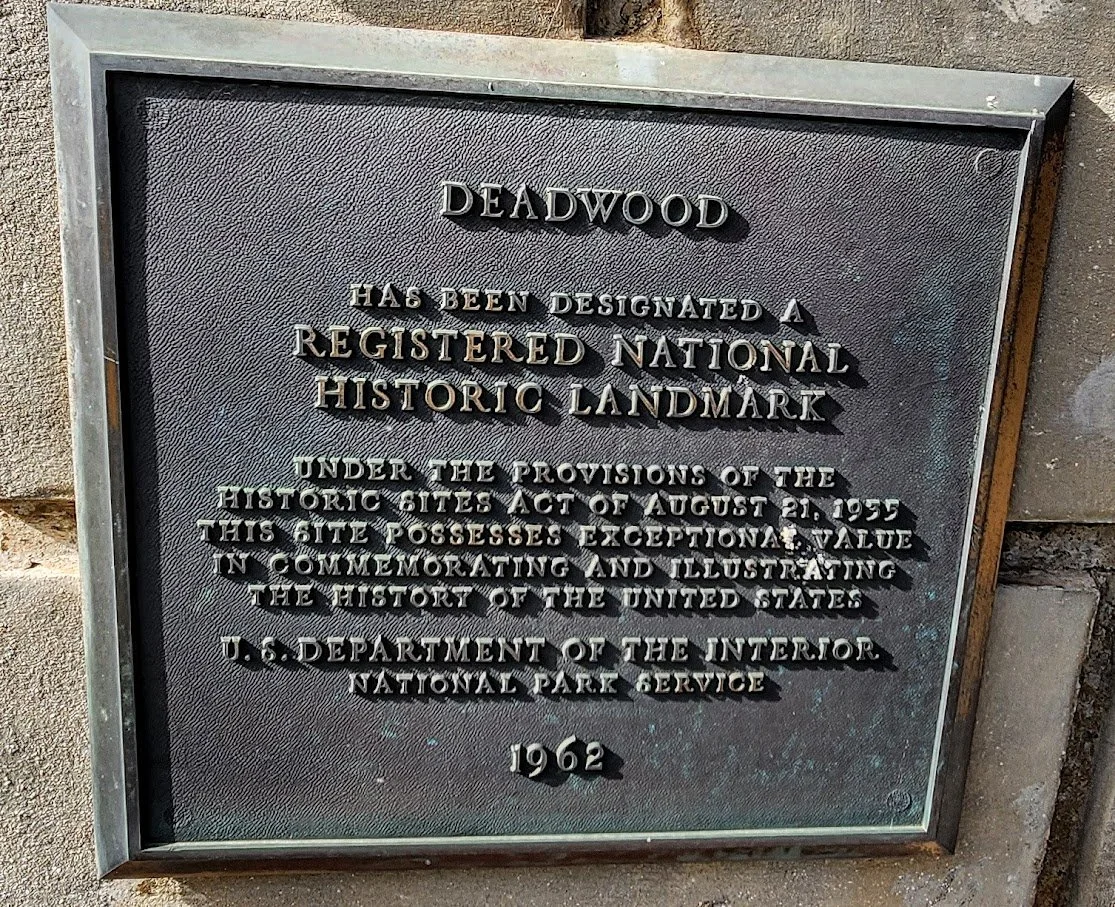 DEADWOOD
HAS BEEN DESIGNATED A
REGISTERED NATIONAL
HISTORIC LANDMARK
UNDER THE PROVISIONS OF THE
HISTORIC SITES ACT OF AUGUST 21, 1935
THIS SITE POSSESSES EXCEPTIONAL VALUE
IN COMMEMORATING AND ILLUSTRATING
THE HISTORY OF THE UNITED STATES
U. S. DEPARTMENT OF THE INTERIOR
NATIONAL PARK SERVICE
1962